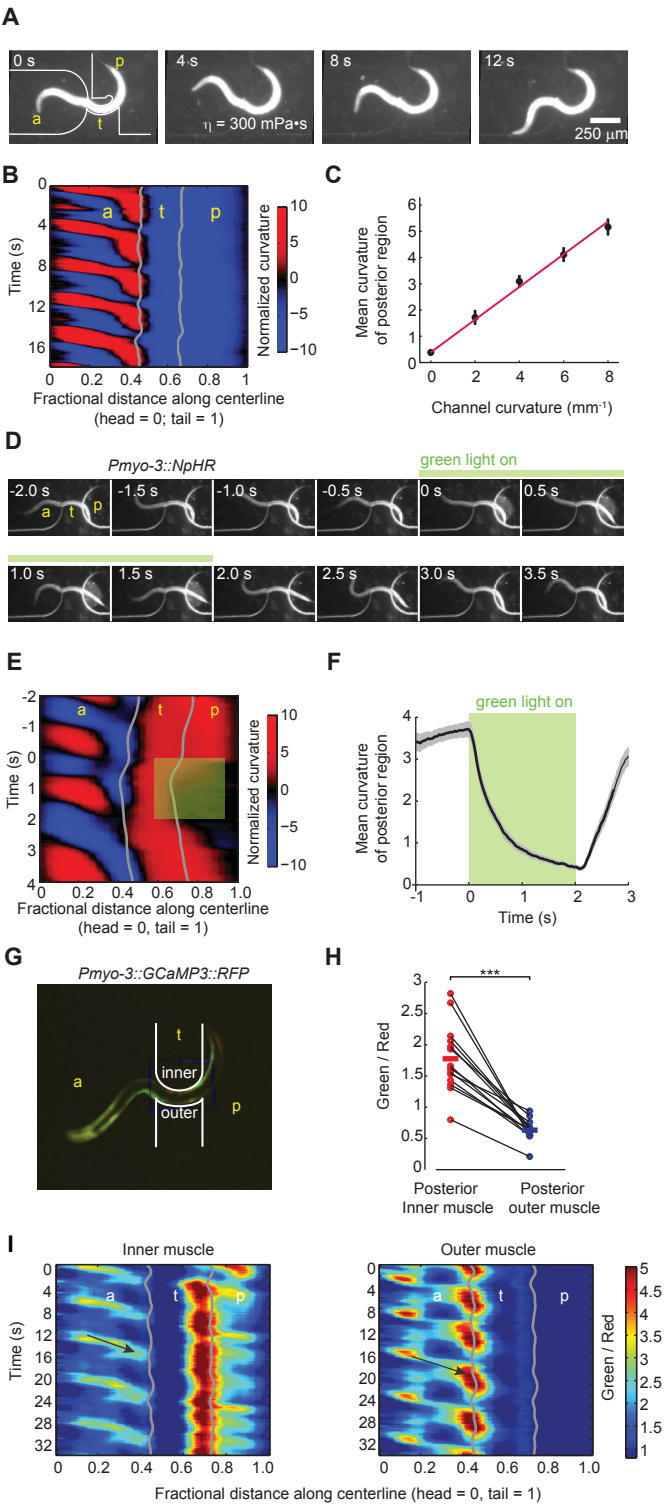 A
0 s
p
a
t
4 s
η = 300 mPa•s
8 s
12 s
250 μm
B
0
4
8
12
16
Time (s)
a
t
p
0
0.2
0.4
0.6
0.8
1
Fractional distance along centerline
(head = 0; tail = 1)
10
5
0
−5
−10
Normalized curvature
C
6
5
4
3
2
1
0
Mean curvature
of posterior region
0
2
4
6
8
Channel curvature (mm⁻¹)
D
Pmyo-3::NpHR
green light on
-2.0 s
a
t
p
-1.5 s
-1.0 s
-0.5 s
0 s
0.5 s
1.0 s
1.5 s
2.0 s
2.5 s
3.0 s
3.5 s
E
-2
-1
0
1
2
3
4
Time (s)
a
t
p
0
0.2
0.4
0.6
0.8
1.0
Fractional distance along centerline
(head = 0, tail = 1)
10
5
0
−5
−10
Normalized curvature
F
green light on
4
3
2
1
0
Mean curvature
of posterior region
-1
0
1
2
3
Time (s)
G
Pmyo-3::GCaMP3::RFP
t
a
inner
outer
p
H
***
3
2.5
2
1.5
1
0.5
0
Green / Red
Posterior
Inner muscle
Posterior
outer muscle
I
Inner muscle
0
4
8
12
16
20
24
28
32
Time (s)
a
t
p
0
0.2
0.4
0.6
0.8
1.0
Outer muscle
0
4
8
12
16
20
24
28
32
a
t
p
0
0.2
0.4
0.6
0.8
1.0
5
4.5
4
3.5
3
2.5
2
1.5
1
Green / Red
Fractional distance along centerline (head = 0, tail = 1)